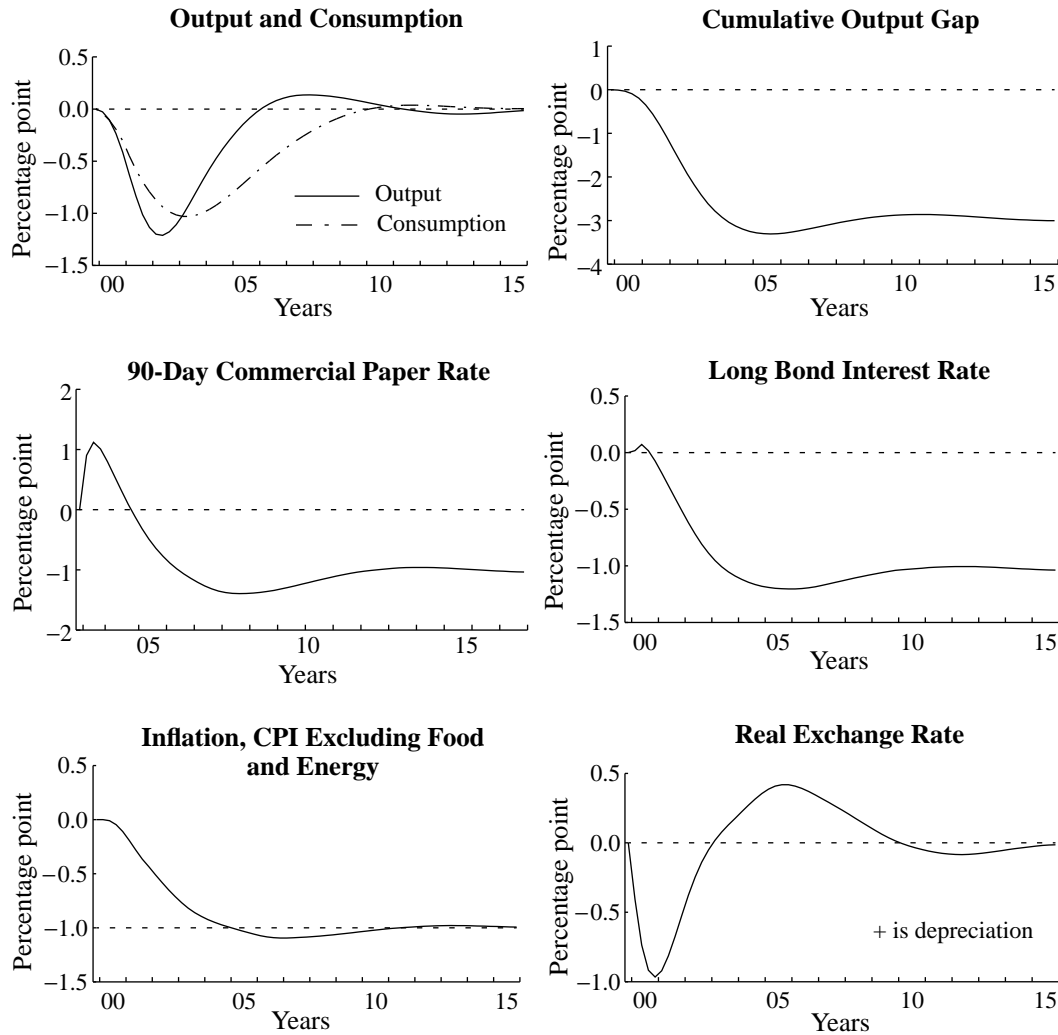 Output and Consumption
0.5
0.0
−0.5
−1.0
−1.5
Percentage point
Output
Consumption
00 05 10 15
Years
Cumulative Output Gap
1
0
−1
−2
−3
−4
Percentage point
00 05 10 15
Years
90-Day Commercial Paper Rate
2
1
0
−1
−2
Percentage point
05 10 15
Years
Long Bond Interest Rate
0.5
0.0
−0.5
−1.0
−1.5
Percentage point
00 05 10 15
Years
Inflation, CPI Excluding Food
and Energy
0.5
0.0
−0.5
−1.0
−1.5
Percentage point
00 05 10 15
Years
Real Exchange Rate
0.5
0.0
−0.5
−1.0
Percentage point
+ is depreciation
00 05 10 15
Years